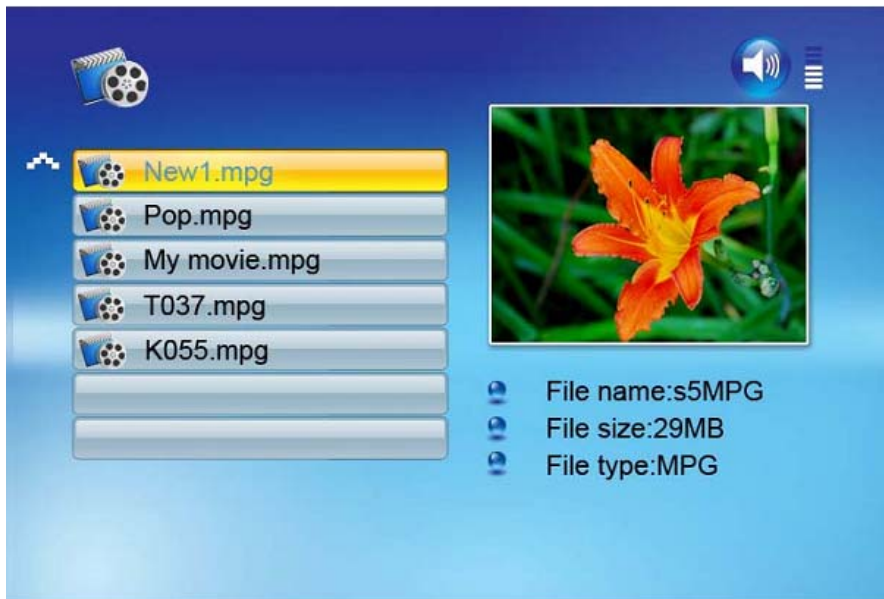 New1.mpg
Pop.mpg
My movie.mpg
T037.mpg
K055.mpg
File name:s5MPG
File size:29MB
File type:MPG